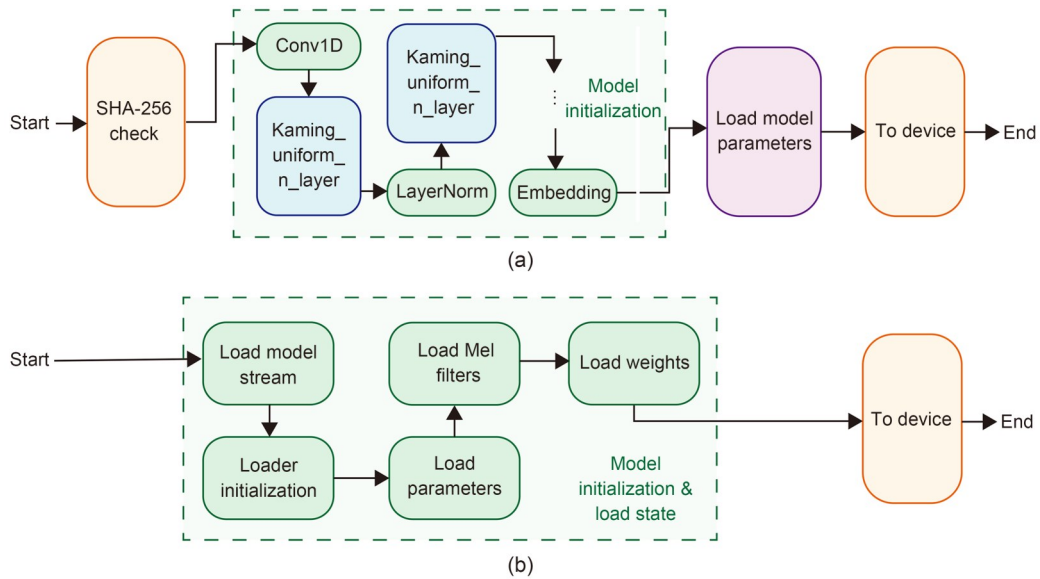 Start
SHA-256
check
Conv1D
Kaming_
uniform_
n_layer
LayerNorm
Kaming_
uniform_
n_layer
...
Embedding
Model
initialization
Load model
parameters
To device
End
(a)
Start
Load model
stream
Loader
initialization
Load
parameters
Load Mel
filters
Load weights
Model
initialization &
load state
To device
End
(b)